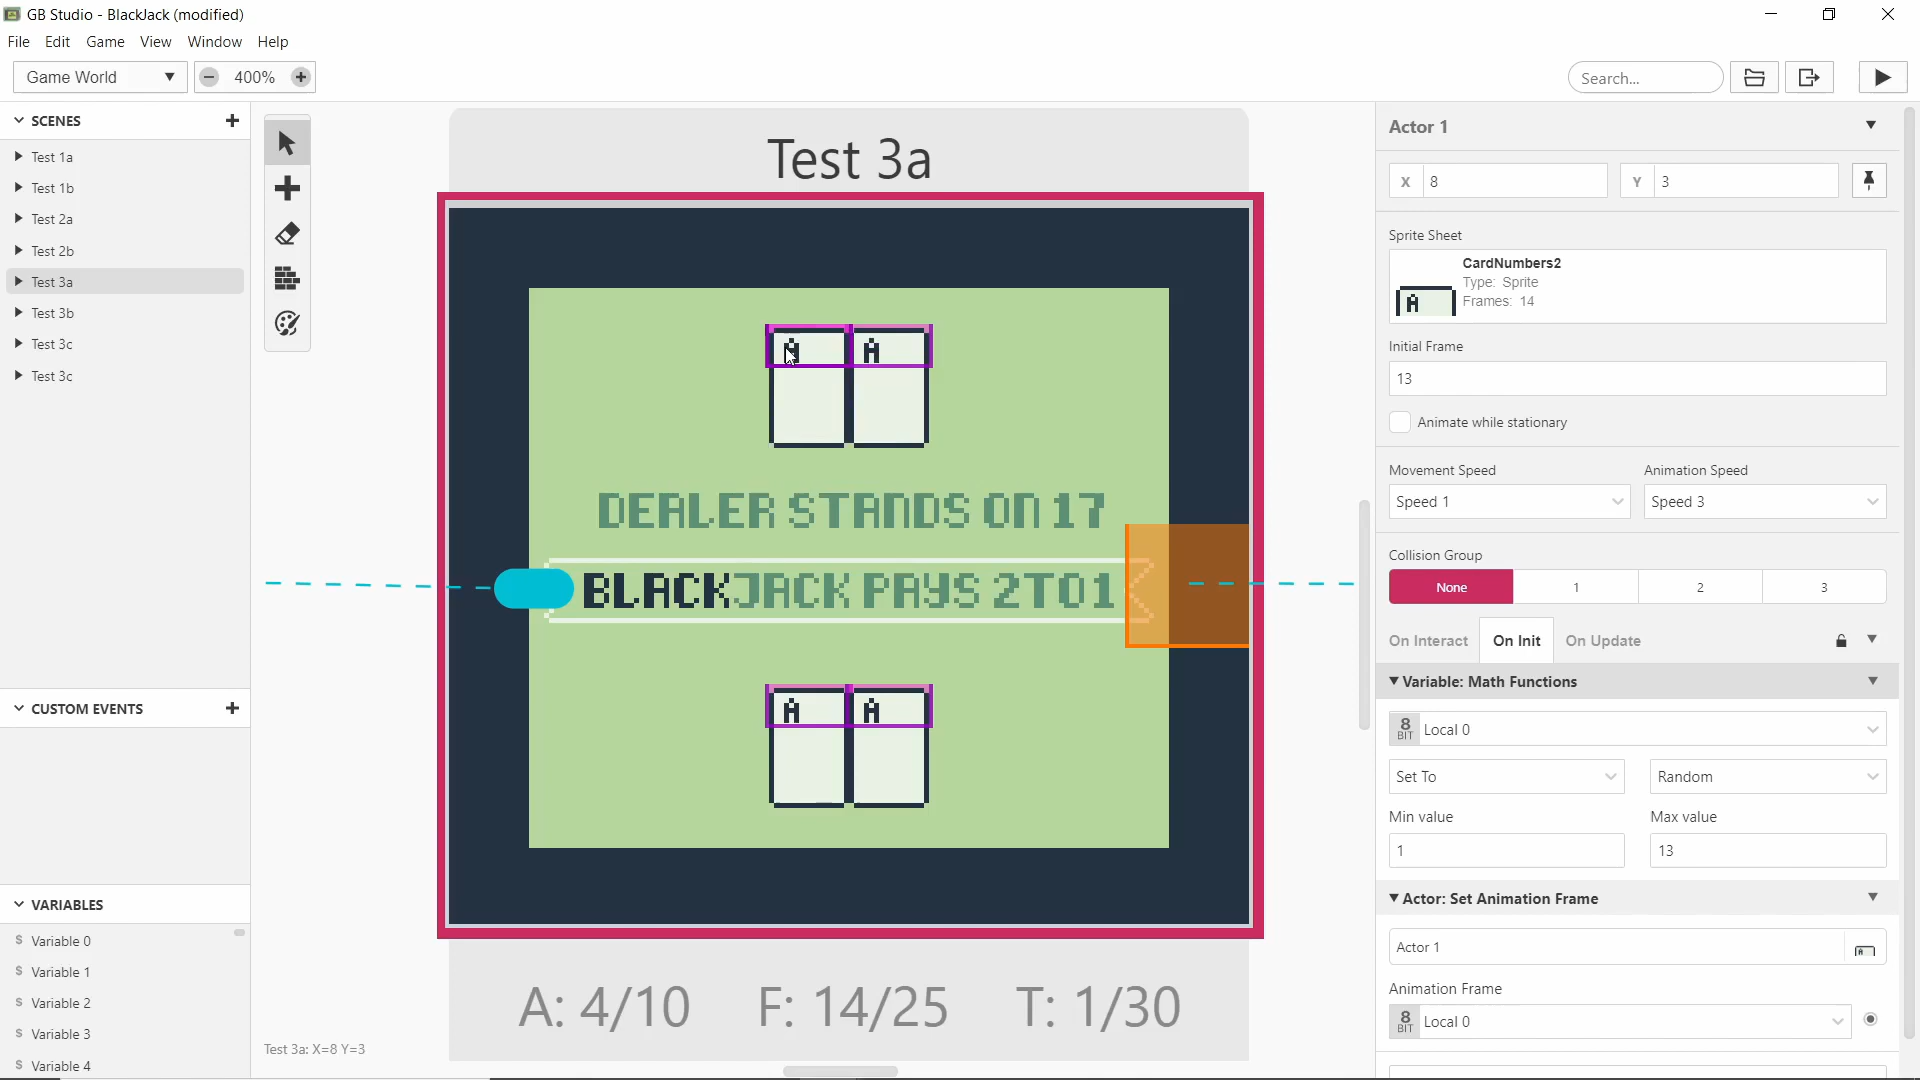 GB Studio - BlackJack (modified)
File Edit Game View Window Help
Game World 400% Search...
SCENES
Test 1a
Test 1b
Test 2a
Test 2b
Test 3a
Test 3b
Test 3c
Test 3c
CUSTOM EVENTS
VARIABLES
$ Variable 0
$ Variable 1
$ Variable 2
$ Variable 3
$ Variable 4
Test 3a
A A
DEALER STANDS ON 17
BLACKJACK PAYS 2TO1
A A
A: 4/10 F: 14/25 T: 1/30
Test 3a: X=8 Y=3
Actor 1
X 8 Y 3
Sprite Sheet
A
CardNumbers2
Type: Sprite
Frames: 14
Initial Frame
13
Animate while stationary
Movement Speed Animation Speed
Speed 1 Speed 3
Collision Group
None 1 2 3
On Interact On Init On Update
Variable: Math Functions
8 BIT Local 0
Set To Random
Min value Max value
1 13
Actor: Set Animation Frame
Actor 1
Animation Frame
8 BIT Local 0